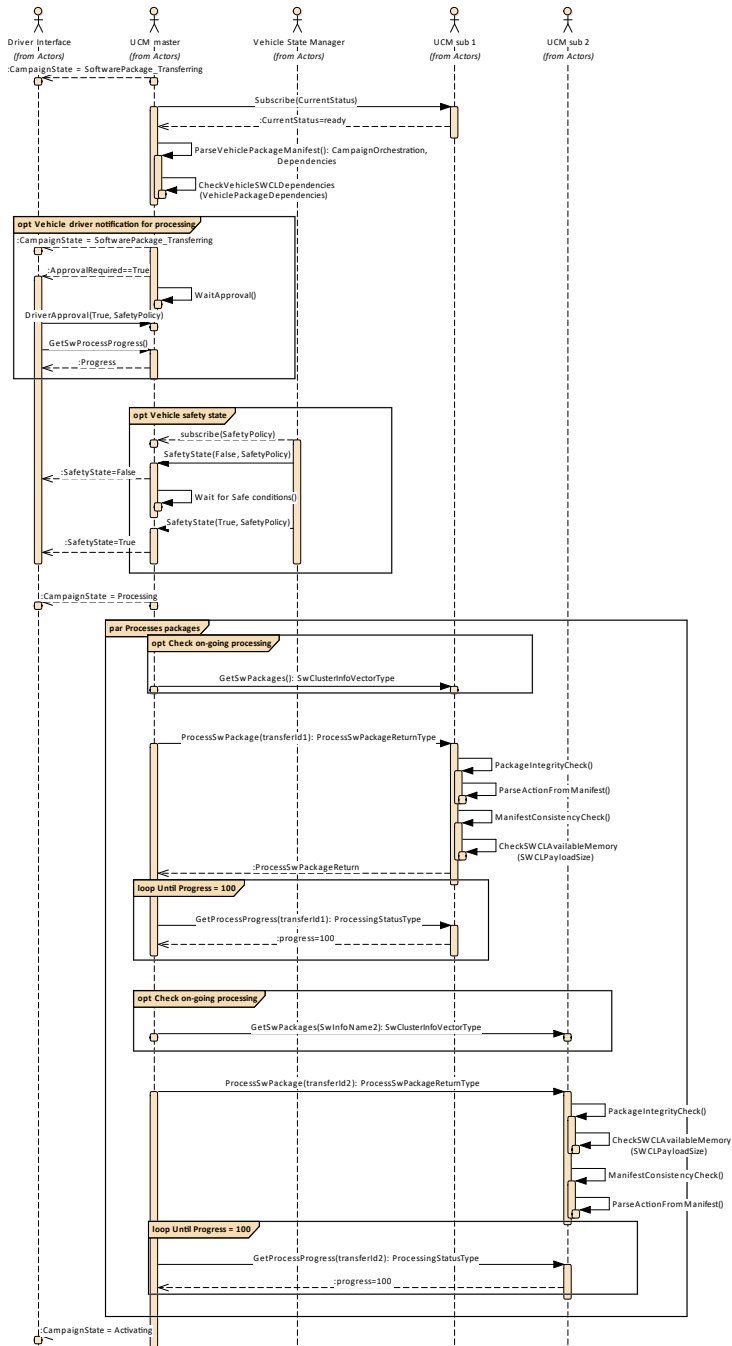 Driver Interface
(from Actors)
UCM master
(from Actors)
Vehicle State Manager
(from Actors)
UCM sub 1
(from Actors)
UCM sub 2
(from Actors)
:CampaignState = SoftwarePackage_Transferring
Subscribe(CurrentStatus)
:CurrentStatus=ready
ParseVehiclePackageManifest(): CampaignOrchestration,
Dependencies
CheckVehicleSWCLDependencies
(VehiclePackageDependencies)
opt Vehicle driver notification for processing
:CampaignState = SoftwarePackage_Transferring
:ApprovalRequired==True
WaitApproval()
DriverApproval(True, SafetyPolicy)
GetSwProcessProgress()
:Progress
opt Vehicle safety state
subscribe(SafetyPolicy)
SafetyState(False, SafetyPolicy)
:SafetyState=False
Wait for Safe conditions()
SafetyState(True, SafetyPolicy)
:SafetyState=True
:CampaignState = Processing
par Processes packages
opt Check on-going processing
GetSwPackages(): SwClusterInfoVectorType
ProcessSwPackage(transferId1): ProcessSwPackageReturnType
PackageIntegrityCheck()
ParseActionFromManifest()
ManifestConsistencyCheck()
CheckSWCLAvailableMemory
(SWCLPayloadSize)
:ProcessSwPackageReturn
loop Until Progress = 100
GetProcessProgress(transferId1): ProcessingStatusType
:progress=100
opt Check on-going processing
GetSwPackages(SwInfoName2): SwClusterInfoVectorType
ProcessSwPackage(transferId2): ProcessSwPackageReturnType
PackageIntegrityCheck()
CheckSWCLAvailableMemory
(SWCLPayloadSize)
ManifestConsistencyCheck()
ParseActionFromManifest()
loop Until Progress = 100
GetProcessProgress(transferId2): ProcessingStatusType
:progress=100
:CampaignState = Activating